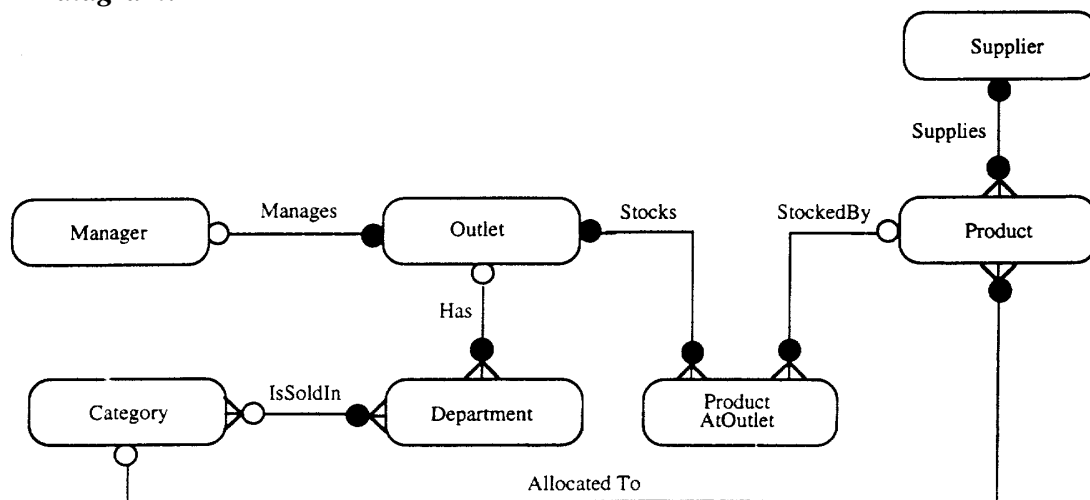 Supplier
Supplies
Manager
Manages
Outlet
Stocks
StockedBy
Product
Has
Category
IsSoldIn
Department
Product
AtOutlet
Allocated To